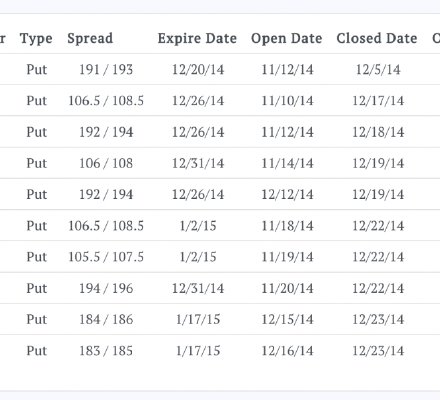 r Type Spread Expire Date Open Date Closed Date
Put 191 / 193 12/20/14 11/12/14 12/5/14
Put 106.5 / 108.5 12/26/14 11/10/14 12/17/14
Put 192 / 194 12/26/14 11/12/14 12/18/14
Put 106 / 108 12/31/14 11/14/14 12/19/14
Put 192 / 194 12/26/14 12/12/14 12/19/14
Put 106.5 / 108.5 1/2/15 11/18/14 12/22/14
Put 105.5 / 107.5 1/2/15 11/19/14 12/22/14
Put 194 / 196 12/31/14 11/20/14 12/22/14
Put 184 / 186 1/17/15 12/15/14 12/23/14
Put 183 / 185 1/17/15 12/16/14 12/23/14